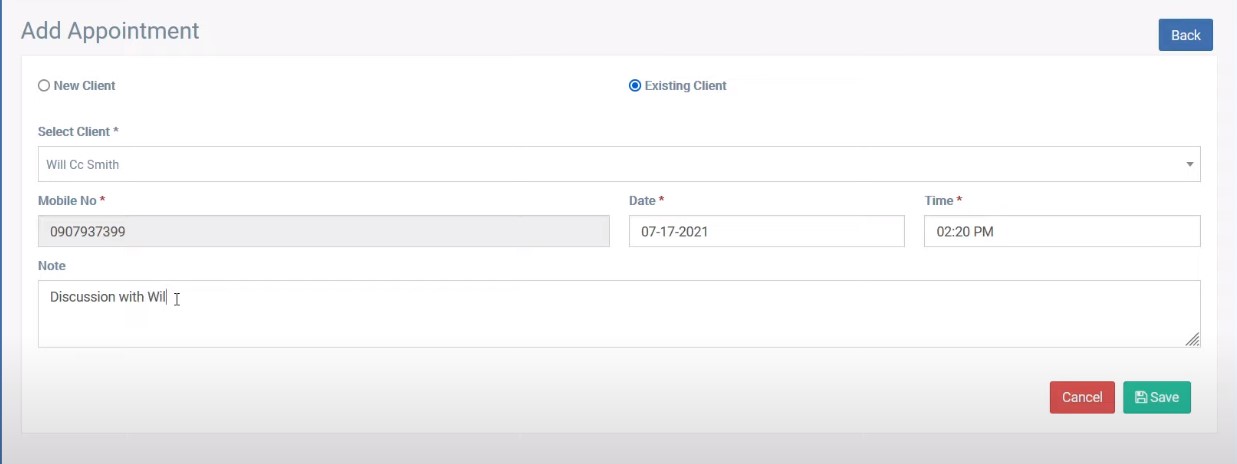 Add Appointment
Back
New Client
Existing Client
Select Client *
Will Cc Smith
Mobile No *
Date *
Time *
0907937399
07-17-2021
02:20 PM
Note
Discussion with Wil
Cancel
Save